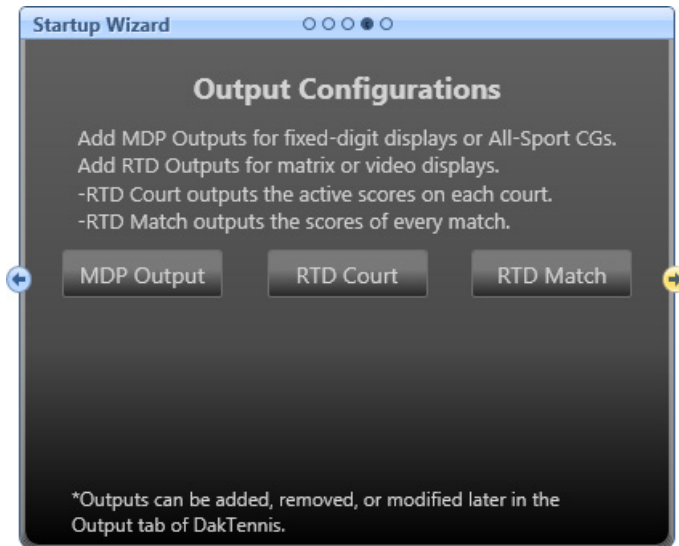 Startup Wizard
Output Configurations
Add MDP Outputs for fixed-digit displays or All-Sport CGs.
Add RTD Outputs for matrix or video displays.
-RTD Court outputs the active scores on each court.
-RTD Match outputs the scores of every match.
MDP Output RTD Court RTD Match
*Outputs can be added, removed, or modified later in the
Output tab of DakTennis.